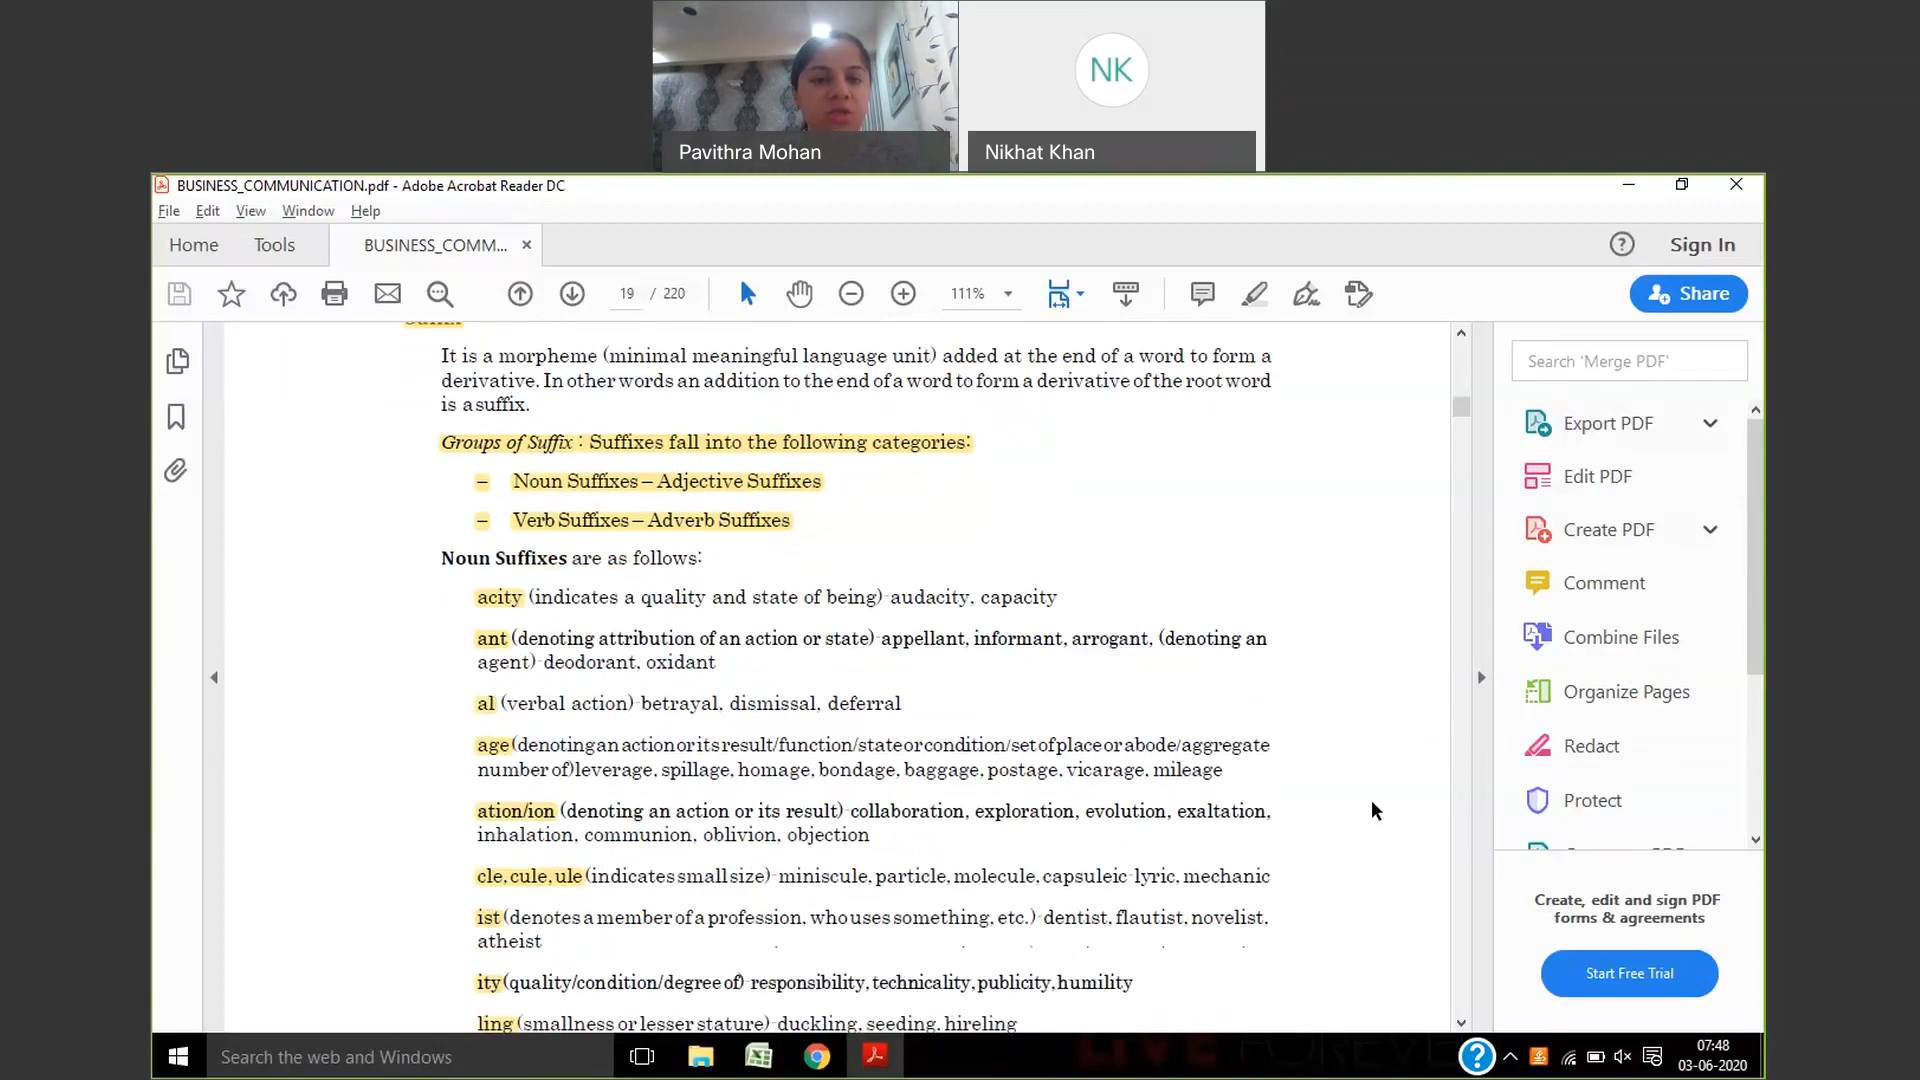 NK
Pavithra Mohan
Nikhat Khan
BUSINESS_COMMUNICATION.pdf - Adobe Acrobat Reader DC
File Edit View Window Help
Home Tools BUSINESS_COMM... × Sign In
19 / 220 111% Share
Suffix
It is a morpheme (minimal meaningful language unit) added at the end of a word to form a
derivative. In other words an addition to the end of a word to form a derivative of the root word
is a suffix.
Groups of Suffix : Suffixes fall into the following categories:
– Noun Suffixes – Adjective Suffixes
– Verb Suffixes – Adverb Suffixes
Noun Suffixes are as follows:
acity (indicates a quality and state of being)-audacity, capacity
ant (denoting attribution of an action or state)-appellant, informant, arrogant, (denoting an
agent)-deodorant, oxidant
al (verbal action)-betrayal, dismissal, deferral
age (denoting an action or its result/function/state or condition/set of place or abode/aggregate
number of)leverage, spillage, homage, bondage, baggage, postage, vicarage, mileage
ation/ion (denoting an action or its result)-collaboration, exploration, evolution, exaltation,
inhalation, communion, oblivion, objection
cle, cule, ule (indicates small size)-miniscule, particle, molecule, capsuleic-lyric, mechanic
ist (denotes a member of a profession, who uses something, etc.)-dentist, flautist, novelist,
atheist
ity (quality/condition/degree of)-responsibility, technicality, publicity, humility
ling (smallness or lesser stature)-duckling, seeding, hireling
Search 'Merge PDF'
Export PDF
Edit PDF
Create PDF
Comment
Combine Files
Organize Pages
Redact
Protect
Create, edit and sign PDF
forms & agreements
Start Free Trial
Search the web and Windows
07:48
03-06-2020